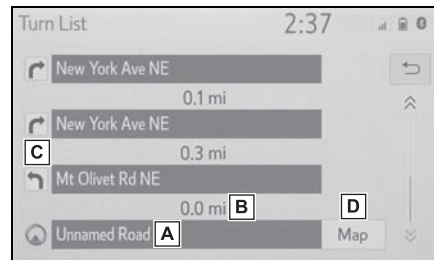 Turn List 2:37
New York Ave NE
0.1 mi
New York Ave NE
C
0.3 mi
Mt Olivet Rd NE
0.0 mi B D
Unnamed Road A Map